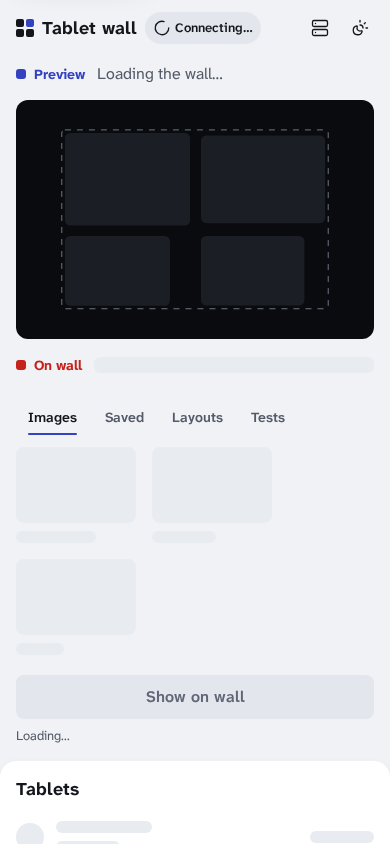 Tablet wall
Connecting...
Preview Loading the wall...
On wall
Images Saved Layouts Tests
Show on wall
Loading...
Tablets